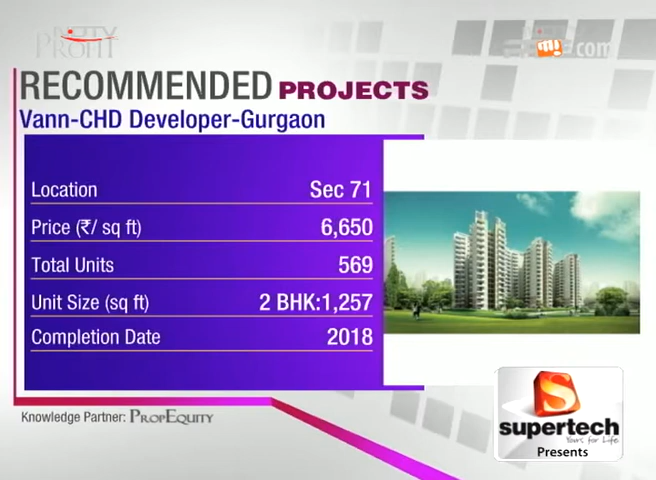 NDTV
PROFIT
.com
RECOMMENDED PROJECTS
Vann-CHD Developer-Gurgaon
Location Sec 71
Price (₹/ sq ft) 6,650
Total Units 569
Unit Size (sq ft) 2 BHK:1,257
Completion Date 2018
Knowledge Partner: PROPEQUITY
S
supertech
Yours for Life
Presents